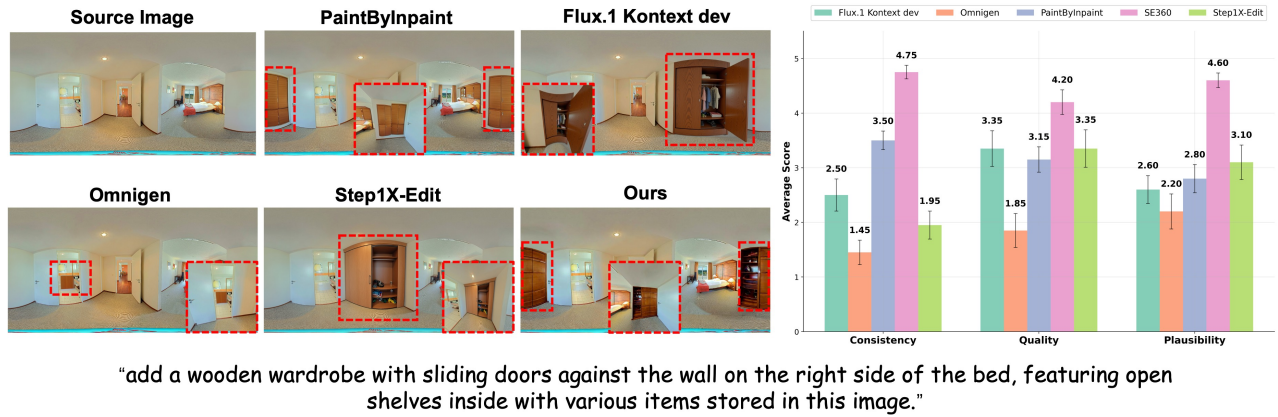 Source Image
PaintByInpaint
Flux.1 Kontext dev
Omnigen
Step1X-Edit
Ours
Flux.1 Kontext dev
Omnigen
PaintByInpaint
SE360
Step1X-Edit
Average Score
5
4
3
2
1
0
2.50
1.45
3.50
4.75
1.95
3.35
1.85
3.15
4.20
3.35
2.60
2.20
2.80
4.60
3.10
Consistency
Quality
Plausibility
“add a wooden wardrobe with sliding doors against the wall on the right side of the bed, featuring open
shelves inside with various items stored in this image.”